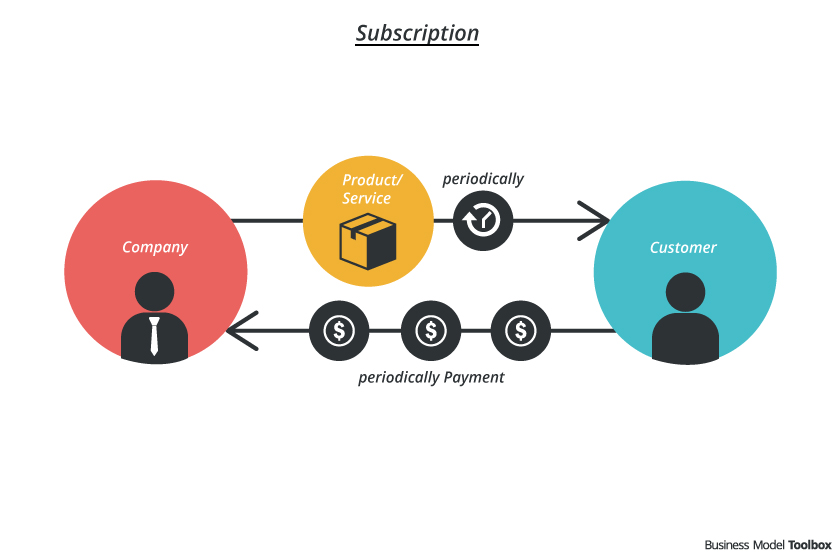 Subscription
Product/
Service
periodically
Company
Customer
$ $ $
periodically Payment
Business Model Toolbox